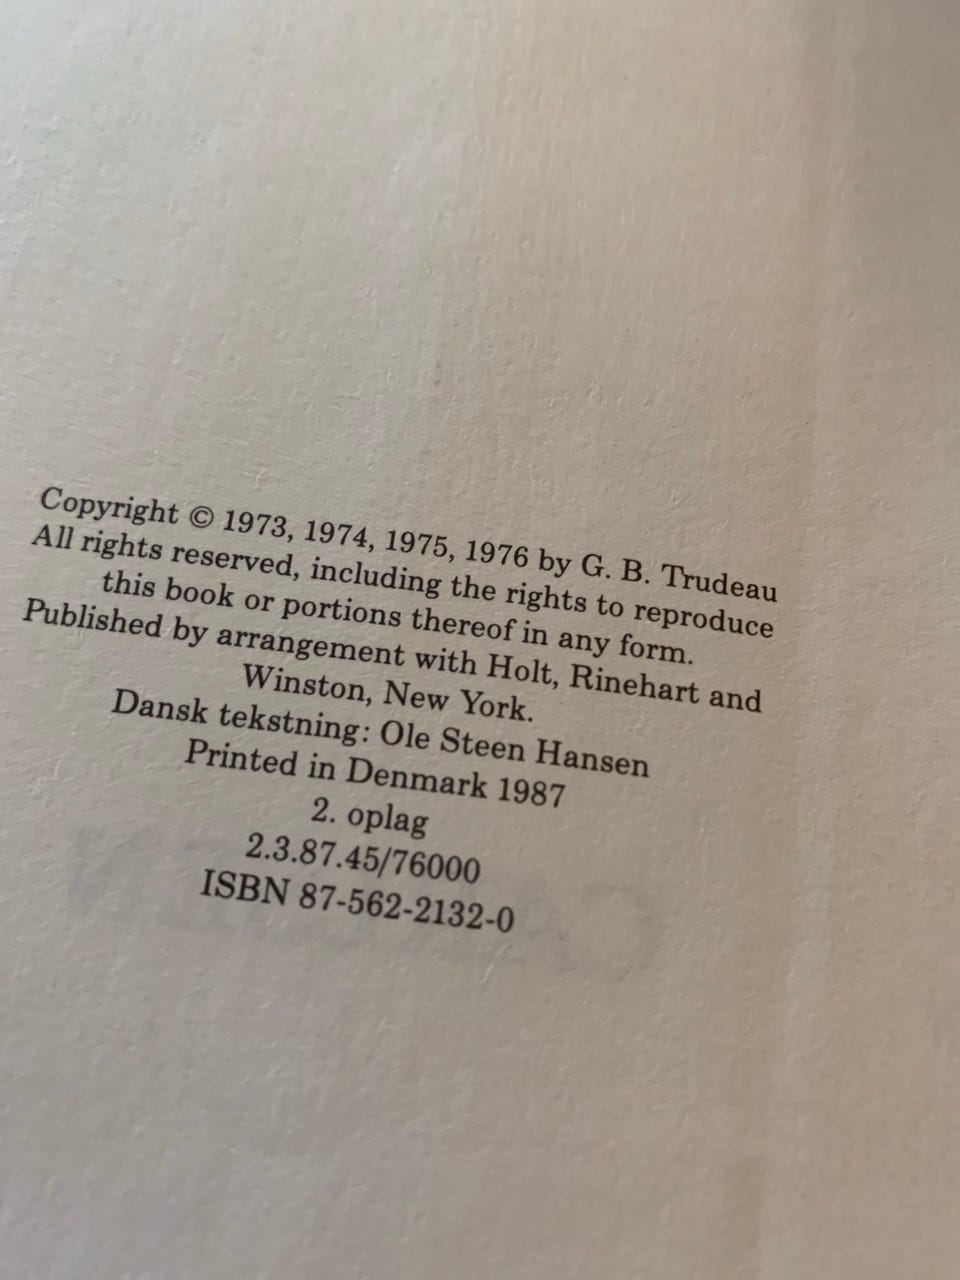 Copyright © 1973, 1974, 1975, 1976 by G. B. Trudeau
All rights reserved, including the rights to reproduce
this book or portions thereof in any form.
Published by arrangement with Holt, Rinehart and
Winston, New York.
Dansk tekstning: Ole Steen Hansen
Printed in Denmark 1987
2. oplag
2.3.87.45/76000
ISBN 87-562-2132-0